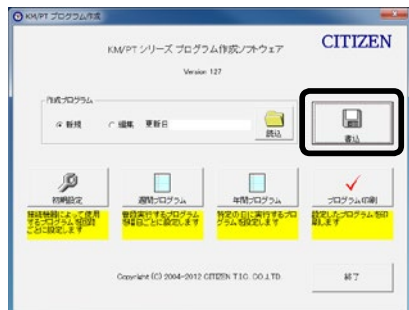 KM/PT プログラム作成
KM/PT シリーズ プログラム作成ソフトウェア
CITIZEN
Version 127
作成プログラム
新規
編集
更新日
読込
書込
初期設定
週間プログラム
年間プログラム
プログラム印刷
接続機器によって使用
するプログラムを回路
ごとに設定します
普段実行するプログラム
を曜日ごとに設定します
特定の日に実行するプロ
グラムを設定します
設定したプログラムを印
刷します
Copyright (C) 2004-2012 CITIZEN T.I.C. CO.,LTD.
終了